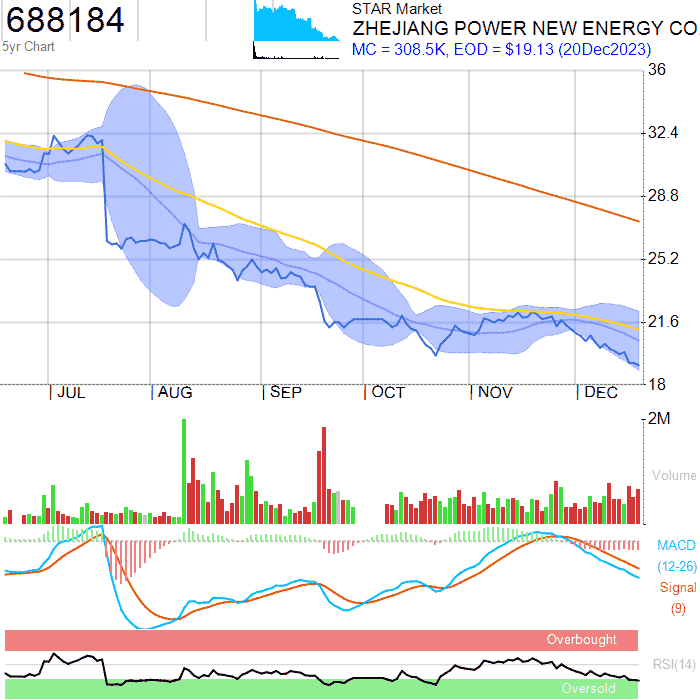 688184
5yr Chart
STAR Market
ZHEJIANG POWER NEW ENERGY CO
MC = 308.5K, EOD = $19.13 (20Dec2023)
36
32.4
28.8
25.2
21.6
18
JUL AUG SEP OCT NOV DEC
2M
Volume
MACD
(12-26)
Signal
(9)
Overbought
RSI(14)
Oversold